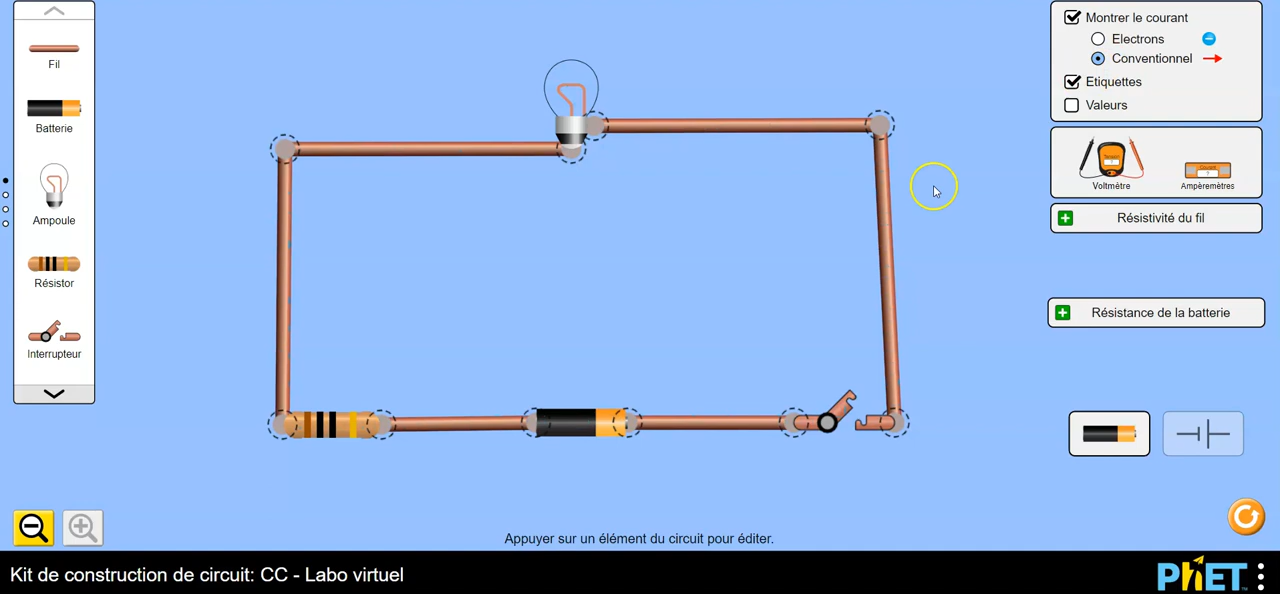 Fil
Batterie
Ampoule
Résistor
Interrupteur
Montrer le courant
Electrons
Conventionnel
Etiquettes
Valeurs
Voltmètre
Ampèremètres
Résistivité du fil
Résistance de la batterie
Appuyer sur un élément du circuit pour éditer.
Kit de construction de circuit: CC - Labo virtuel
PhET